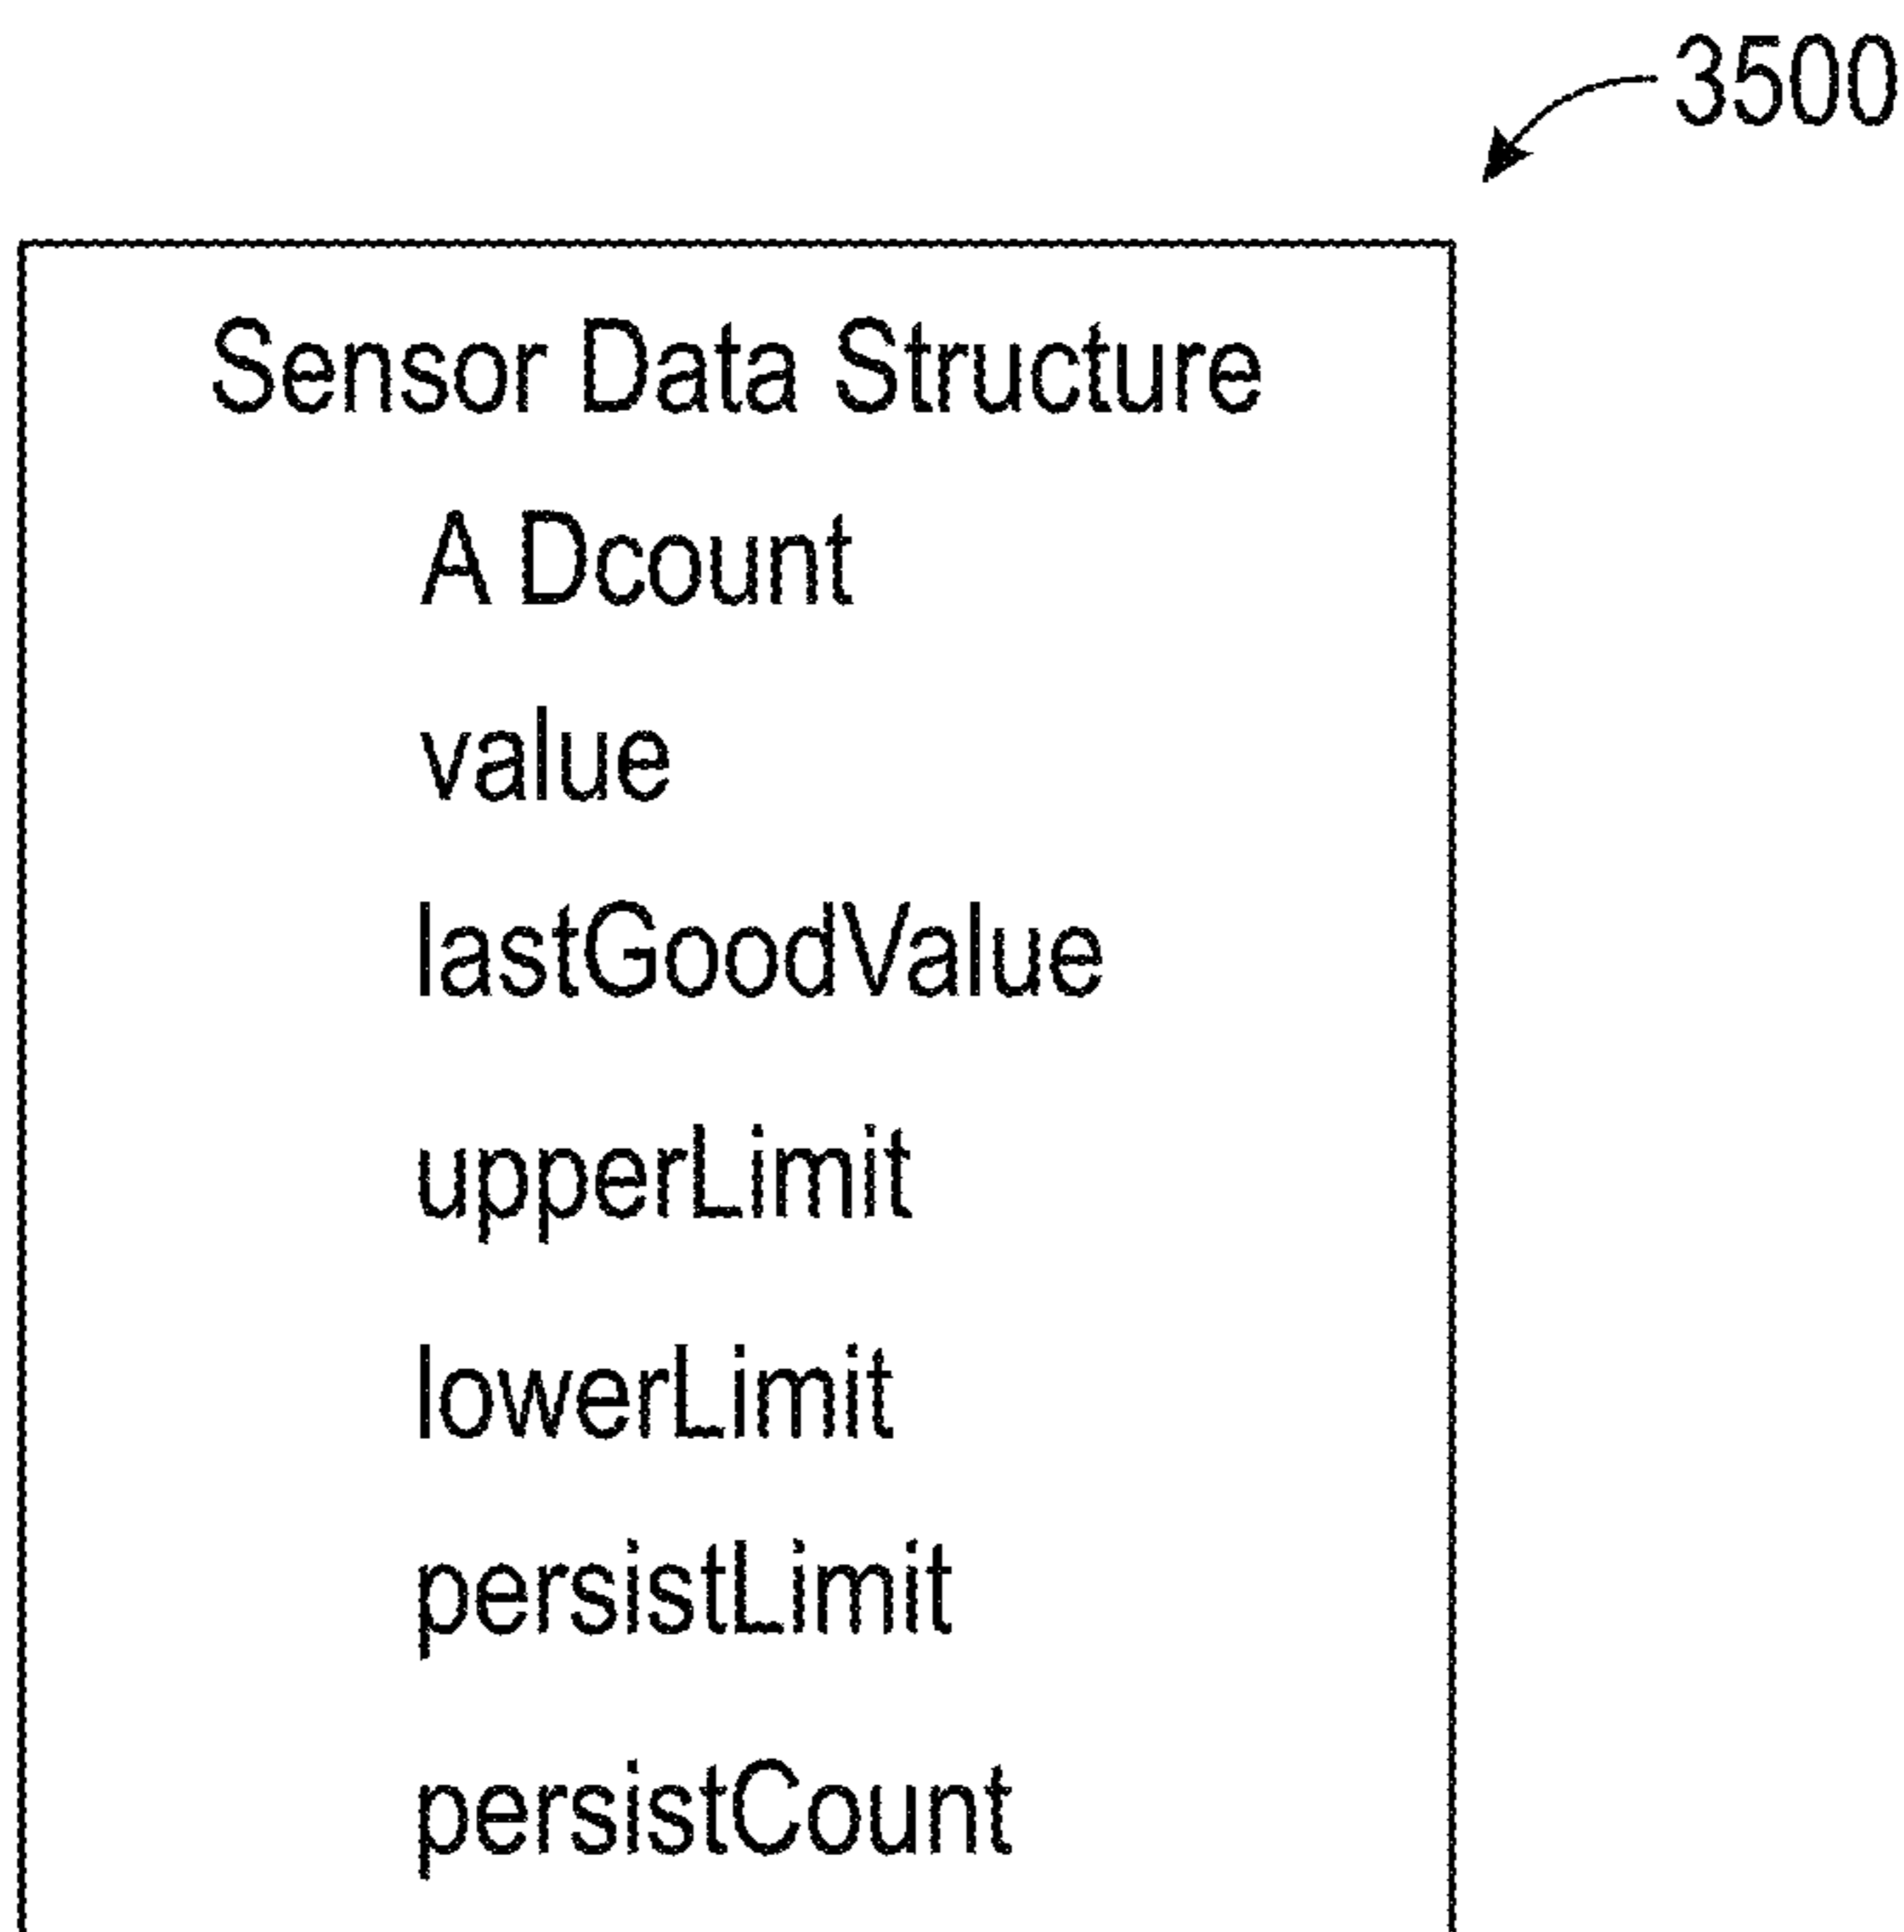 3500
Sensor Data Structure
A Dcount
value
lastGoodValue
upperLimit
lowerLimit
persistLimit
persistCount